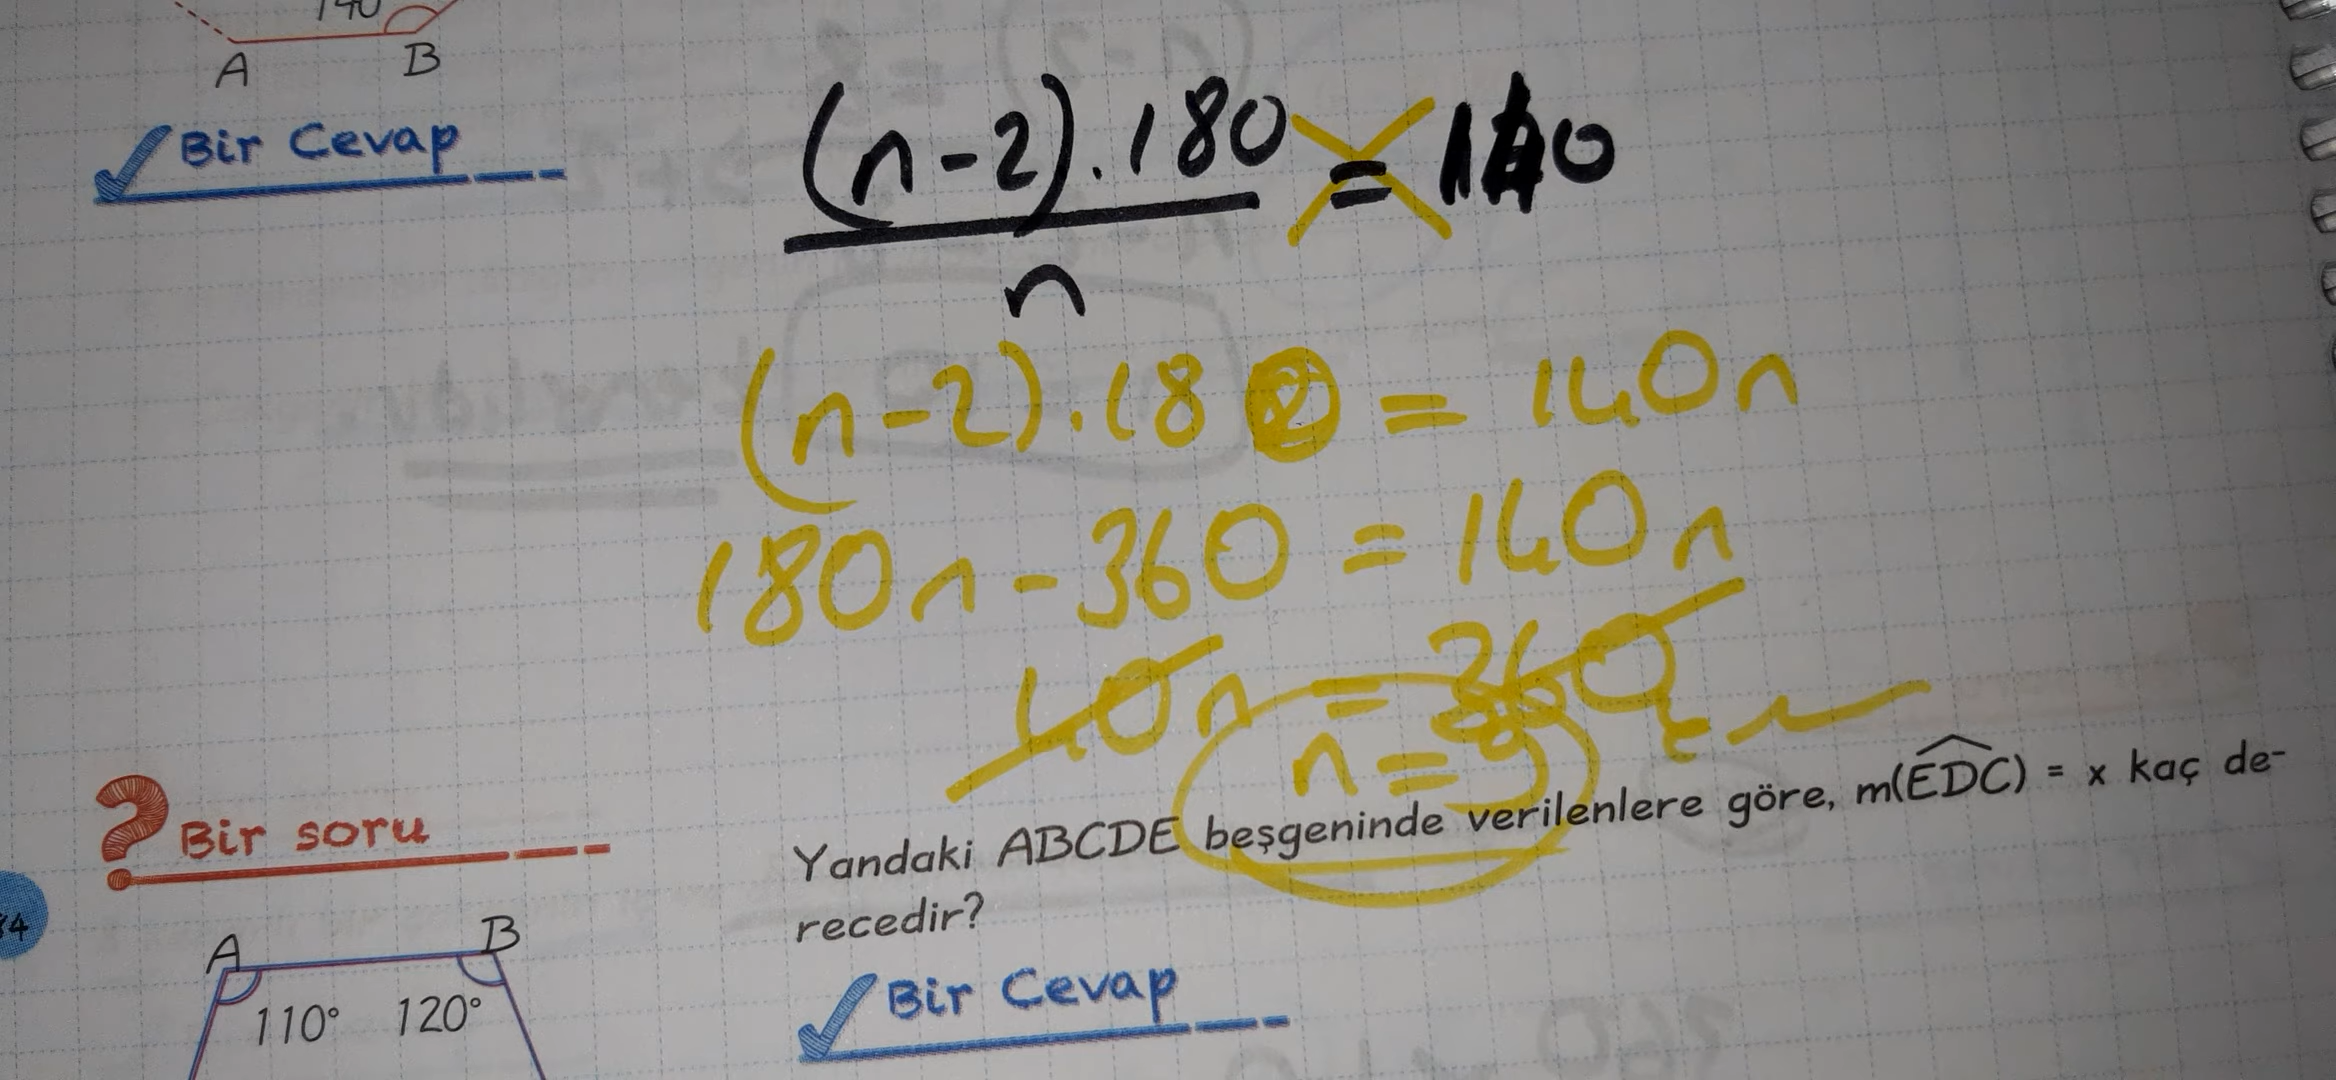 140
A B
Bir Cevap
(n-2).180 = 140
n
(n-2).180 = 140n
180n-360 = 140n
40n = 360
n = 9
Bir soru
Yandaki ABCDE beşgeninde verilenlere göre, m(EDC) = x kaç de-
recedir?
A B
110° 120°
Bir Cevap